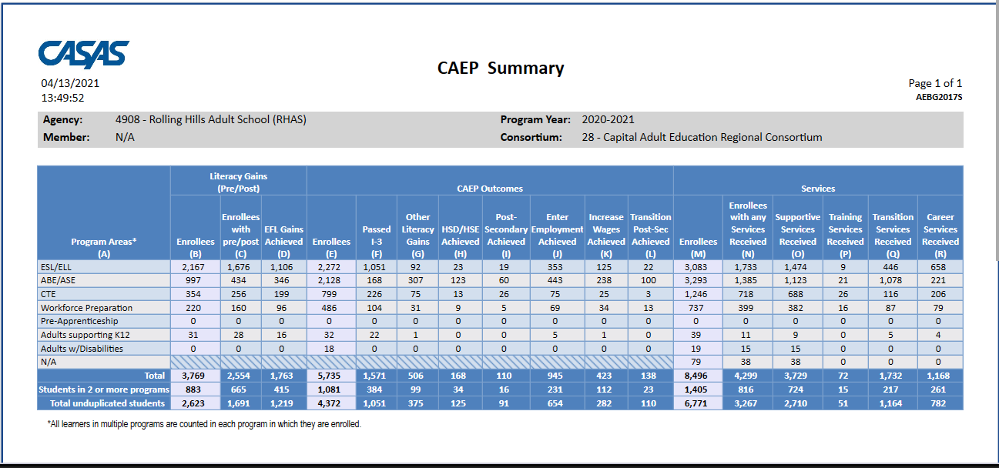 CASAS
CAEP Summary
04/13/2021
13:49:52
Page 1 of 1
AEBG2017S
Agency: 4908 - Rolling Hills Adult School (RHAS) Program Year: 2020-2021
Member: N/A Consortium: 28 - Capital Adult Education Regional Consortium
Literacy Gains
(Pre/Post)
CAEP Outcomes
Services
Program Areas*
(A)
Enrollees
(B)
Enrollees
with
pre/post
(C)
EFL Gains
Achieved
(D)
Enrollees
(E)
Passed
I-3
(F)
Other
Literacy
Gains
(G)
HSD/HSE
Achieved
(H)
Post-
Secondary
Achieved
(I)
Enter
Employment
Achieved
(J)
Increase
Wages
Achieved
(K)
Transition
Post-Sec
Achieved
(L)
Enrollees
(M)
Enrollees
with any
Services
Received
(N)
Supportive
Services
Received
(O)
Training
Services
Received
(P)
Transition
Services
Received
(Q)
Career
Services
Received
(R)
ESL/ELL 2,167 1,676 1,106 2,272 1,051 92 23 19 353 125 22 3,083 1,733 1,474 9 446 658
ABE/ASE 997 434 346 2,128 168 307 123 60 443 238 100 3,293 1,385 1,123 21 1,078 221
CTE 354 256 199 799 226 75 13 26 75 25 3 1,246 718 688 26 116 206
Workforce Preparation 220 160 96 486 104 31 9 5 69 34 13 737 399 382 16 87 79
Pre-Apprenticeship 0 0 0 0 0 0 0 0 0 0 0 0 0 0 0 0 0
Adults supporting K12 31 28 16 32 22 1 0 0 5 1 0 39 11 9 0 5 4
Adults w/Disabilities 0 0 0 18 0 0 0 0 0 0 0 19 15 15 0 0 0
N/A 79 38 38 0 0 0
Total 3,769 2,554 1,763 5,735 1,571 506 168 110 945 423 138 8,496 4,299 3,729 72 1,732 1,168
Students in 2 or more programs 883 665 415 1,081 384 99 34 16 231 112 23 1,405 816 724 15 217 261
Total unduplicated students 2,623 1,691 1,219 4,372 1,051 375 125 91 654 282 110 6,771 3,267 2,710 51 1,164 782
*All learners in multiple programs are counted in each program in which they are enrolled.